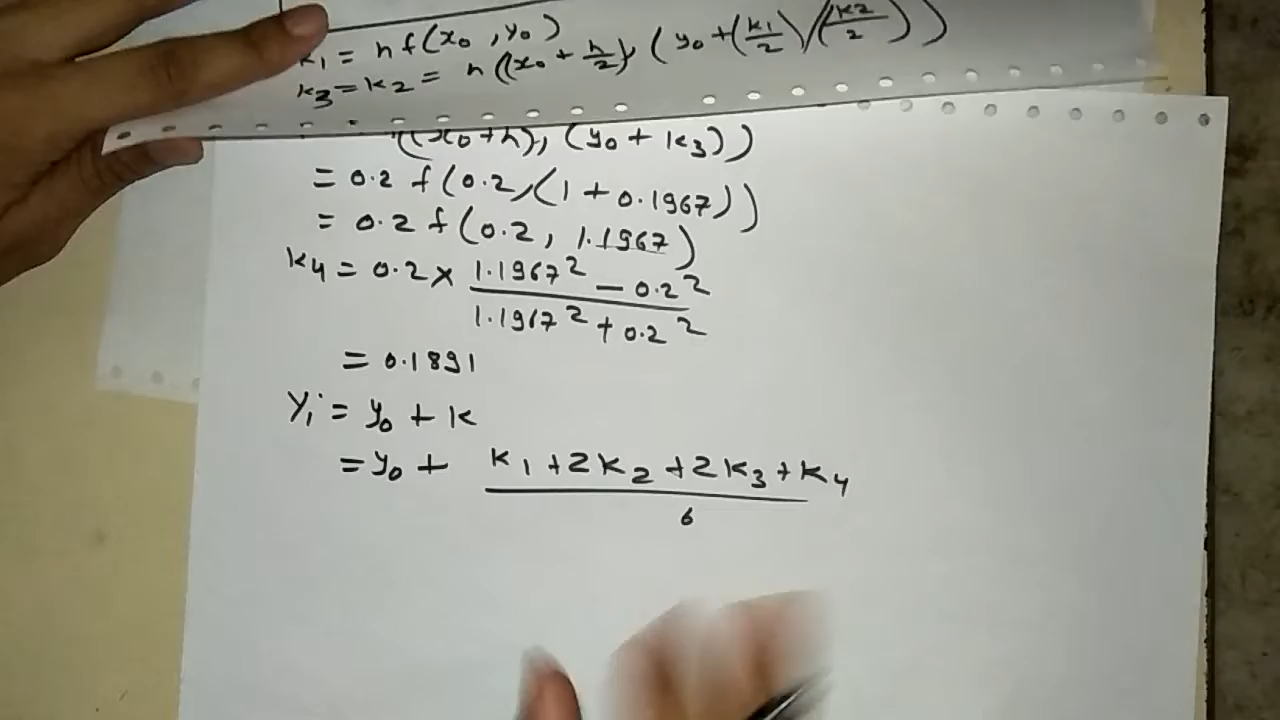 k1 = hf(x0 , y0)
k3 = k2 = h((x0 + h/2), (y0 + (k1/2)/(k2/2)))
((x0+h), (y0 + k3))
= 0.2 f(0.2,(1 + 0.1967))
= 0.2 f(0.2, 1.1967)
k4 = 0.2 × (1.1967² - 0.2²)/(1.1967² + 0.2²)
= 0.1891
y1 = y0 + k
= y0 + (k1 + 2k2 + 2k3 + k4)/6